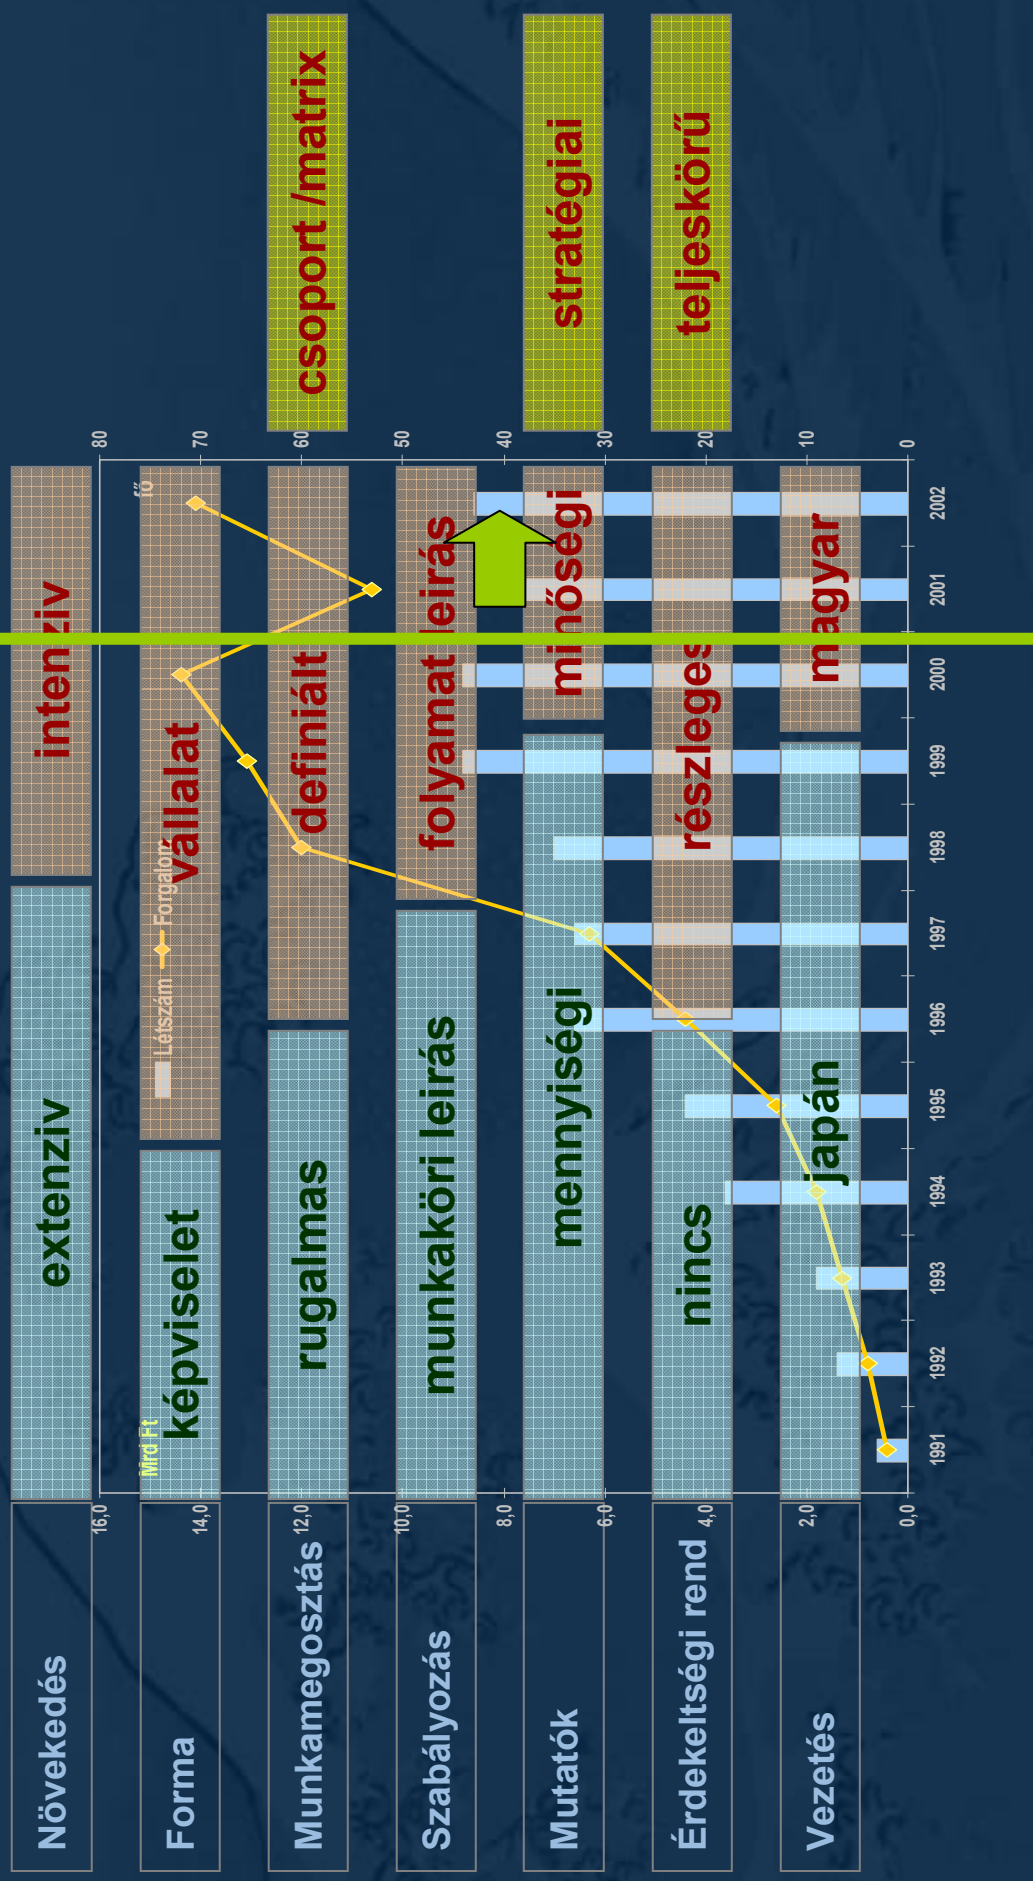 Növekedés
extenziv
intenziv
Forma
képviselet
vállalat
Munkamegosztás
rugalmas
definiált
csoport /matrix
Szabályozás
munkaköri leírás
folyamat leírás
Mutatók
mennyiségi
minőségi
stratégiai
Érdekeltségi rend
nincs
részleges
teljeskörű
Vezetés
japán
magyar
Mrd Ft
Létszám
Forgalom
fő
16,0
14,0
12,0
10,0
8,0
6,0
4,0
2,0
0,0
80
70
60
50
40
30
20
10
0
1991
1992
1993
1994
1995
1996
1997
1998
1999
2000
2001
2002